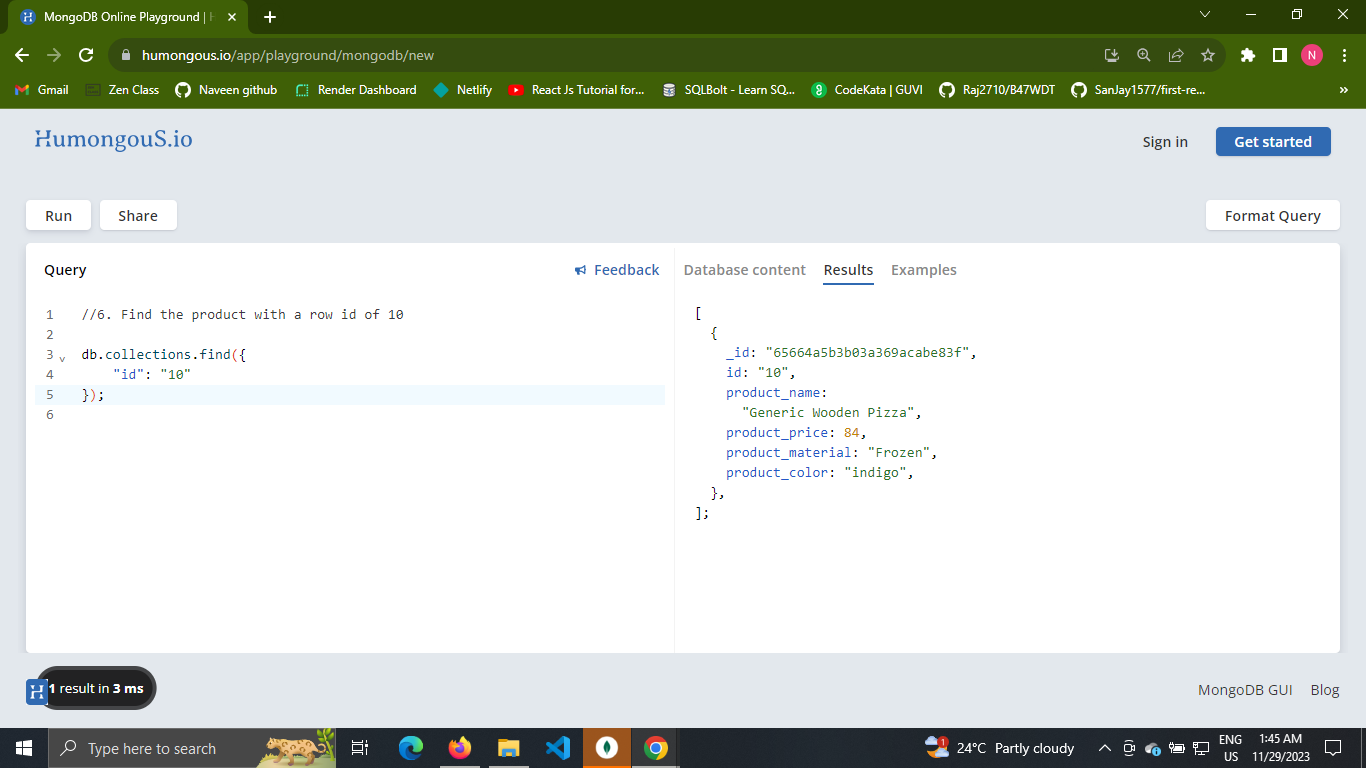 MongoDB Online Playground |
humongous.io/app/playground/mongodb/new
N
Gmail
Zen Class
Naveen github
Render Dashboard
Netlify
React Js Tutorial for...
SQLBolt - Learn SQ...
CodeKata | GUVI
Raj2710/B47WDT
SanJay1577/first-re...
»
HumongouS.io
Sign in
Get started
Run
Share
Format Query
Query
Feedback
1 //6. Find the product with a row id of 10
2
3 db.collections.find({
4 "id": "10"
5 });
6
Database content
Results
Examples
[
{
_id: "65664a5b3b03a369acabe83f",
id: "10",
product_name:
"Generic Wooden Pizza",
product_price: 84,
product_material: "Frozen",
product_color: "indigo",
},
];
H
1 result in 3 ms
MongoDB GUI
Blog
Type here to search
1
24°C Partly cloudy
ENG
US
1:45 AM
11/29/2023